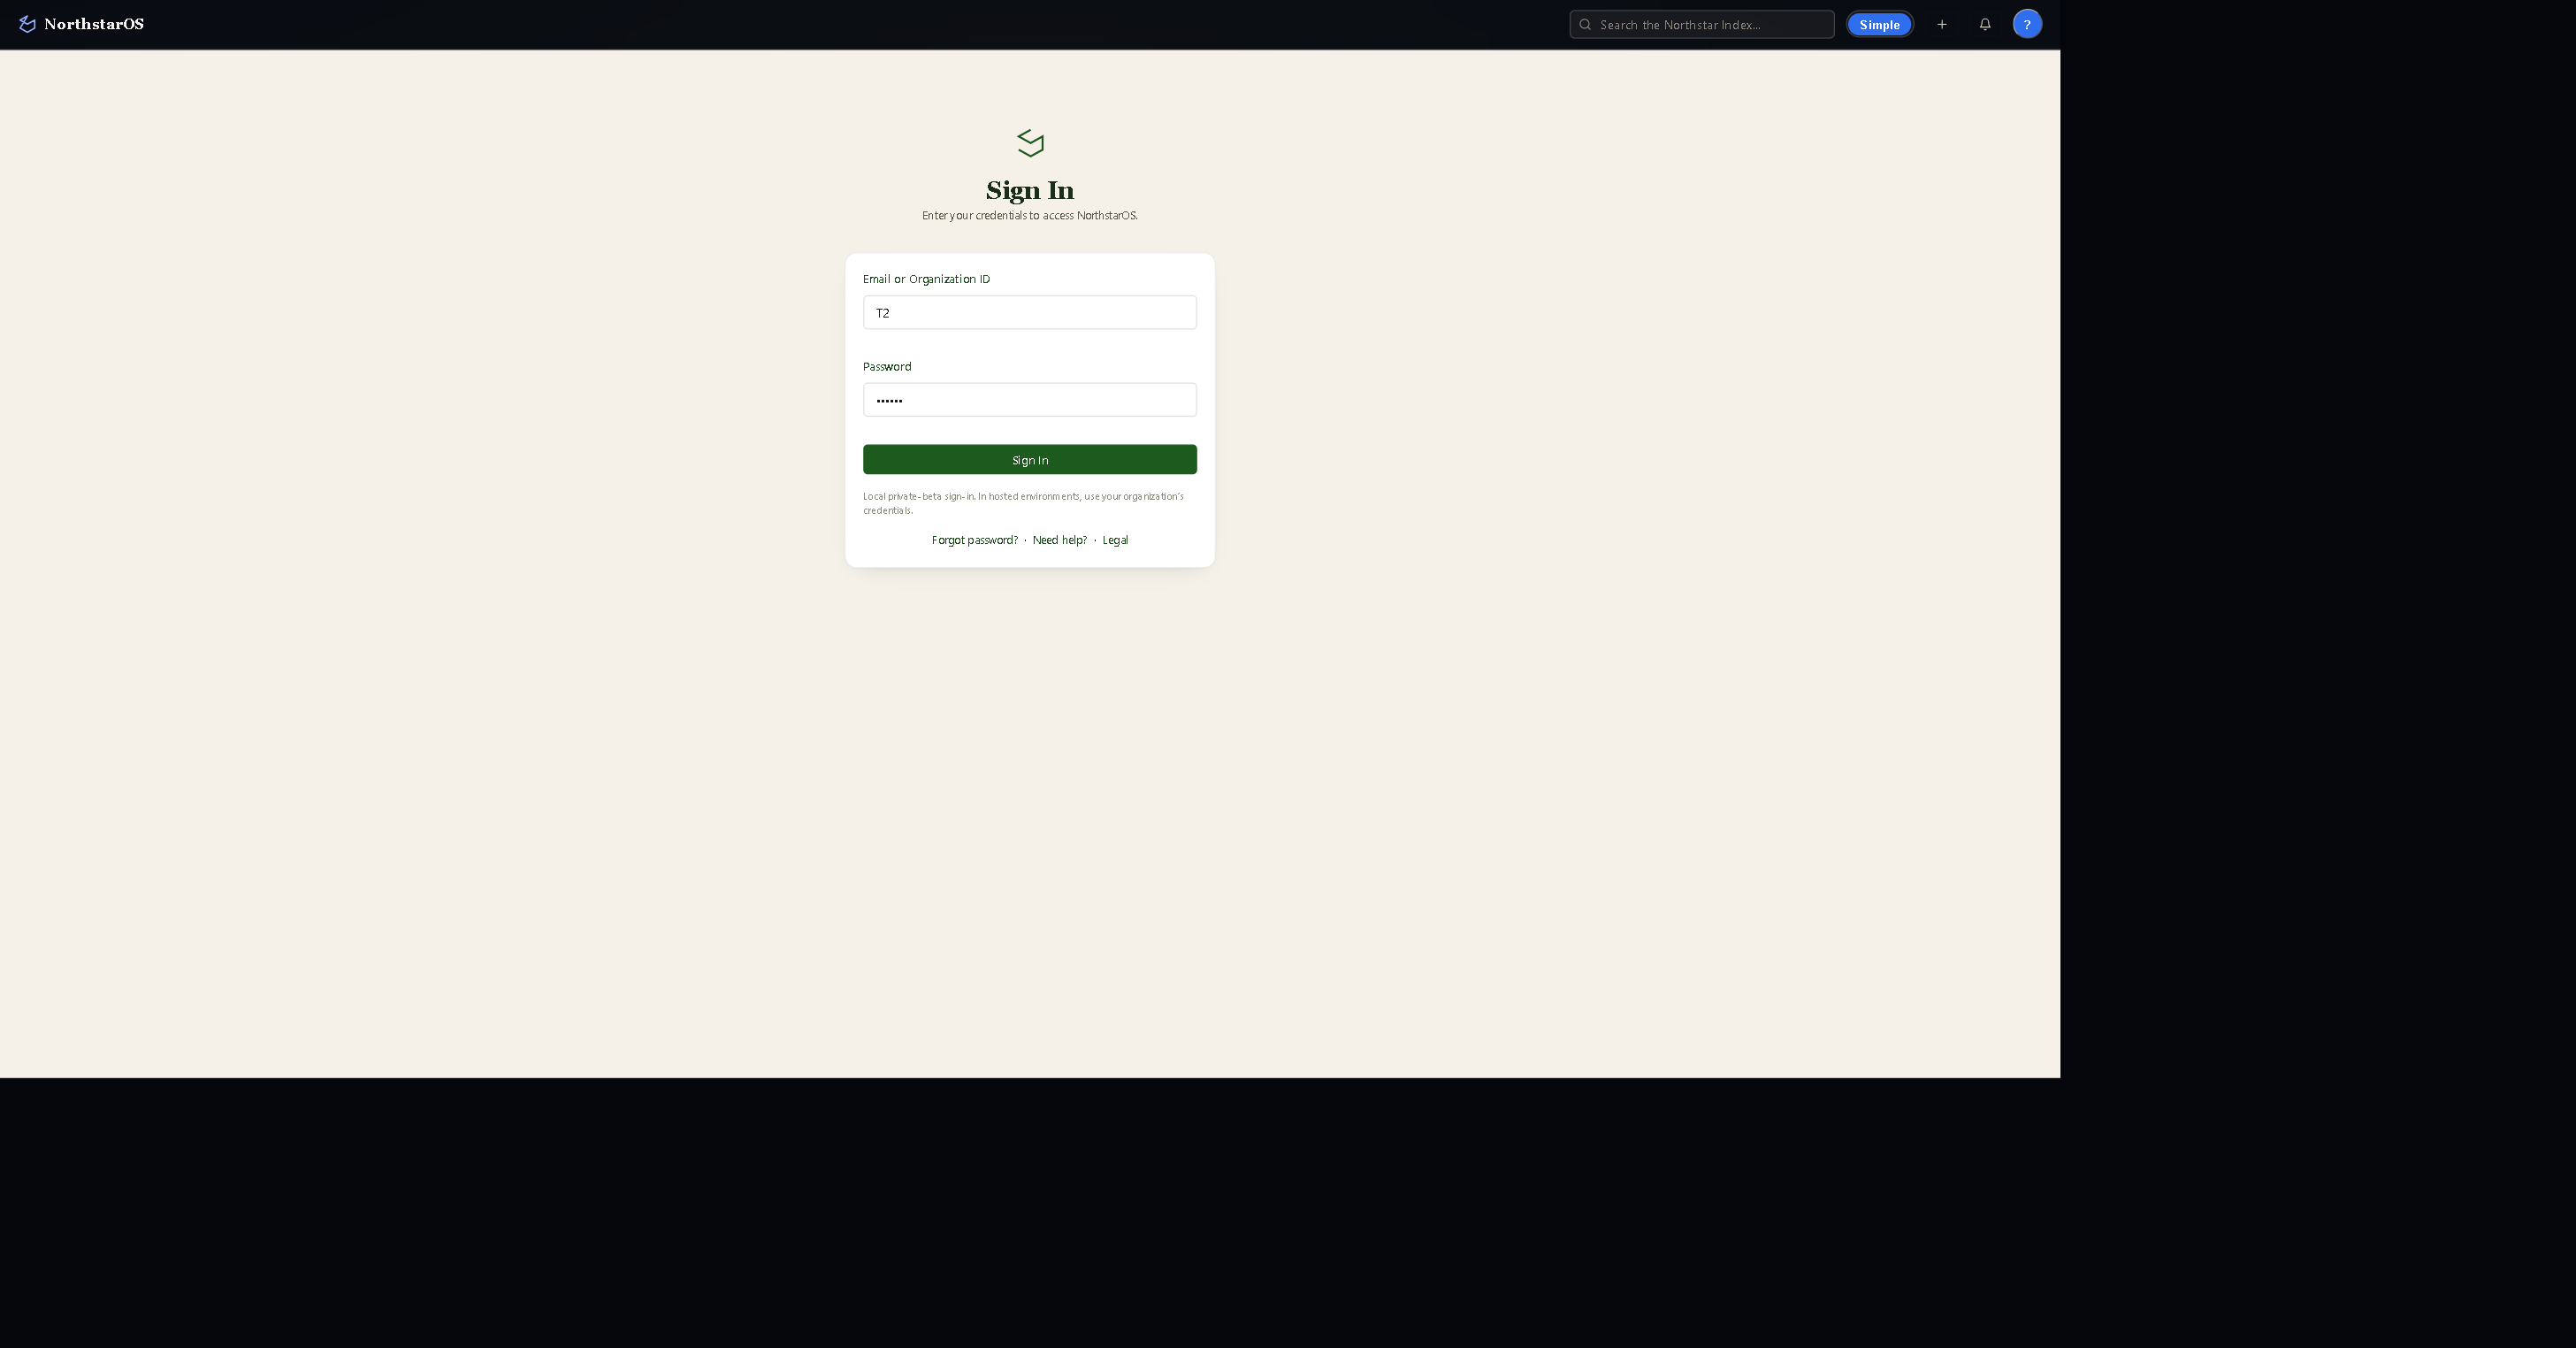 NorthstarOS
Search the Northstar Index...
Simple
+
?
Sign In
Enter your credentials to access NorthstarOS.
Email or Organization ID
T2
Password
••••••
Sign In
Local private-beta sign-in. In hosted environments, use your organization's
credentials.
Forgot password? · Need help? · Legal